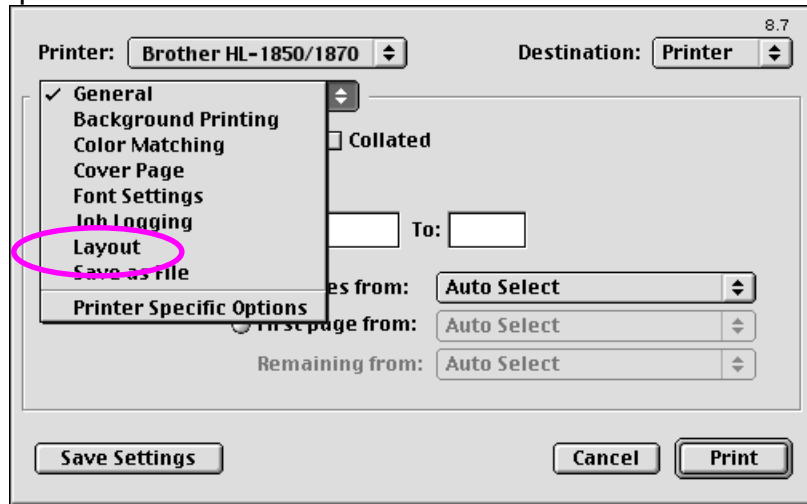 8.7
Printer: Brother HL-1850/1870 Destination: Printer
✓ General
Background Printing
Color Matching Collated
Cover Page
Font Settings
Job Logging To:
Layout
Save as File
es from: Auto Select
Printer Specific Options
First page from: Auto Select
Remaining from: Auto Select
Save Settings Cancel Print